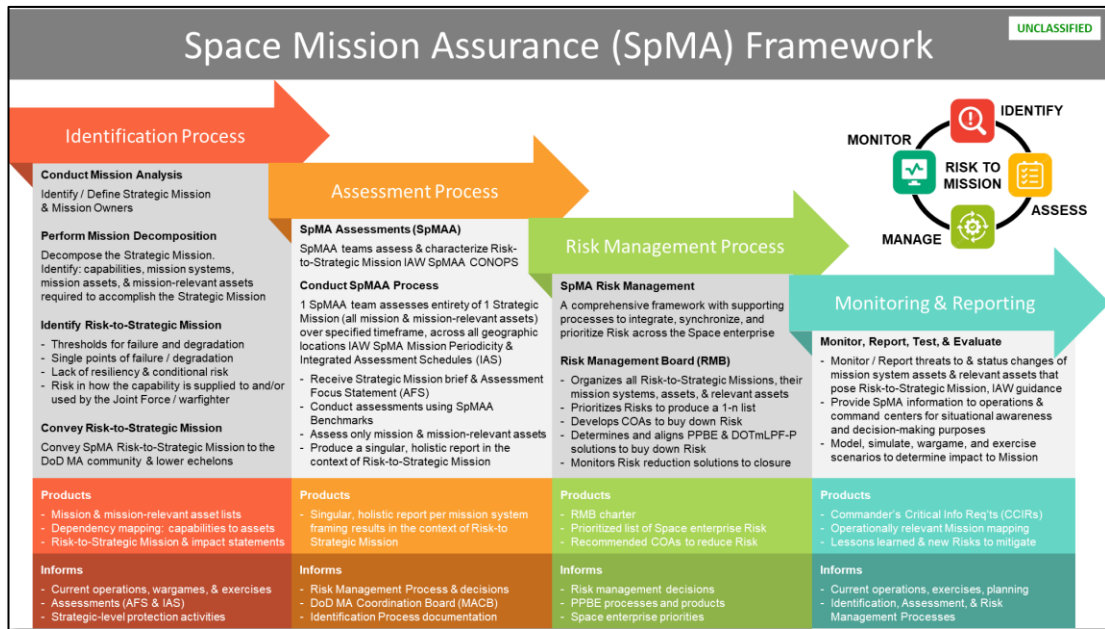 Space Mission Assurance (SpMA) Framework
UNCLASSIFIED
Identification Process
Conduct Mission Analysis
Identify / Define Strategic Mission
& Mission Owners
Perform Mission Decomposition
Decompose the Strategic Mission.
Identify: capabilities, mission systems,
mission assets, & mission-relevant assets
required to accomplish the Strategic Mission
Identify Risk-to-Strategic Mission
- Thresholds for failure and degradation
- Single points of failure / degradation
- Lack of resiliency & conditional risk
- Risk in how the capability is supplied to and/or
used by the Joint Force / warfighter
Convey Risk-to-Strategic Mission
Convey SpMA Risk-to-Strategic Mission to the
DoD MA community & lower echelons
Products
- Mission & mission-relevant asset lists
- Dependency mapping: capabilities to assets
- Risk-to-Strategic Mission & impact statements
Informs
- Current operations, wargames, & exercises
- Assessments (AFS & IAS)
- Strategic-level protection activities
Assessment Process
SpMA Assessments (SpMAA)
SpMAA teams assess & characterize Risk-
to-Strategic Mission IAW SpMAA CONOPS
Conduct SpMAA Process
1 SpMAA team assesses entirety of 1 Strategic
Mission (all mission & mission-relevant assets)
over specified timeframe, across all geographic
locations IAW SpMA Mission Periodicity &
Integrated Assessment Schedules (IAS)
- Receive Strategic Mission brief & Assessment
Focus Statement (AFS)
- Conduct assessments using SpMAA
Benchmarks
- Assess only mission & mission-relevant assets
- Produce a singular, holistic report in the
context of Risk-to-Strategic Mission
Products
- Singular, holistic report per mission system
framing results in the context of Risk-to
Strategic Mission
Informs
- Risk Management Process & decisions
- DoD MA Coordination Board (MACB)
- Identification Process documentation
Risk Management Process
SpMA Risk Management
A comprehensive framework with supporting
processes to integrate, synchronize, and
prioritize Risk across the Space enterprise
Risk Management Board (RMB)
- Organizes all Risk-to-Strategic Missions, their
mission systems, assets, & relevant assets
- Prioritizes Risks to produce a 1-n list
- Develops COAs to buy down Risk
- Determines and aligns PPBE & DOTmLPF-P
solutions to buy down Risk
- Monitors Risk reduction solutions to closure
Products
- RMB charter
- Prioritized list of Space enterprise Risk
- Recommended COAs to reduce Risk
Informs
- Risk management decisions
- PPBE processes and products
- Space enterprise priorities
IDENTIFY
MONITOR
RISK TO
MISSION
ASSESS
MANAGE
Monitoring & Reporting
Monitor, Report, Test, & Evaluate
- Monitor / Report threats to & status changes of
mission system assets & relevant assets that
pose Risk-to-Strategic Mission, IAW guidance
- Provide SpMA information to operations &
command centers for situational awareness
and decision-making purposes
- Model, simulate, wargame, and exercise
scenarios to determine impact to Mission
Products
- Commander's Critical Info Req'ts (CCIRs)
- Operationally relevant Mission mapping
- Lessons learned & new Risks to mitigate
Informs
- Current operations, exercises, planning
- Identification, Assessment, & Risk
Management Processes